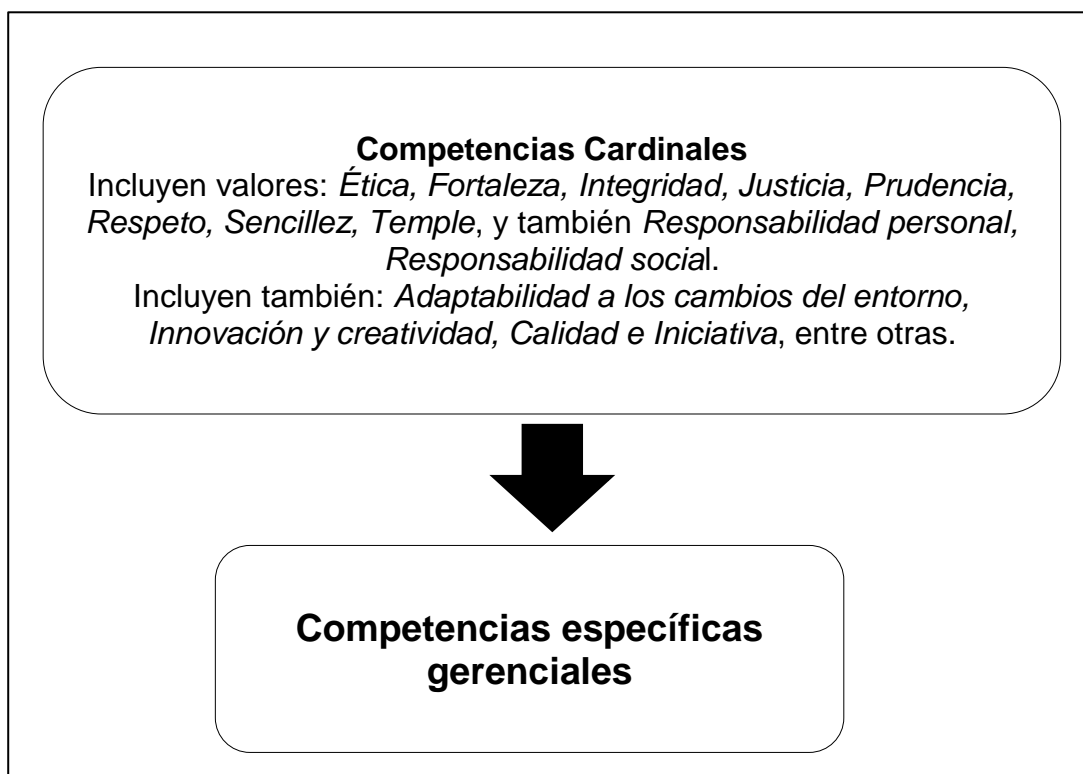 Competencias Cardinales
Incluyen valores: Ética, Fortaleza, Integridad, Justicia, Prudencia,
Respeto, Sencillez, Temple, y también Responsabilidad personal,
Responsabilidad social.
Incluyen también: Adaptabilidad a los cambios del entorno,
Innovación y creatividad, Calidad e Iniciativa, entre otras.
Competencias específicas
gerenciales